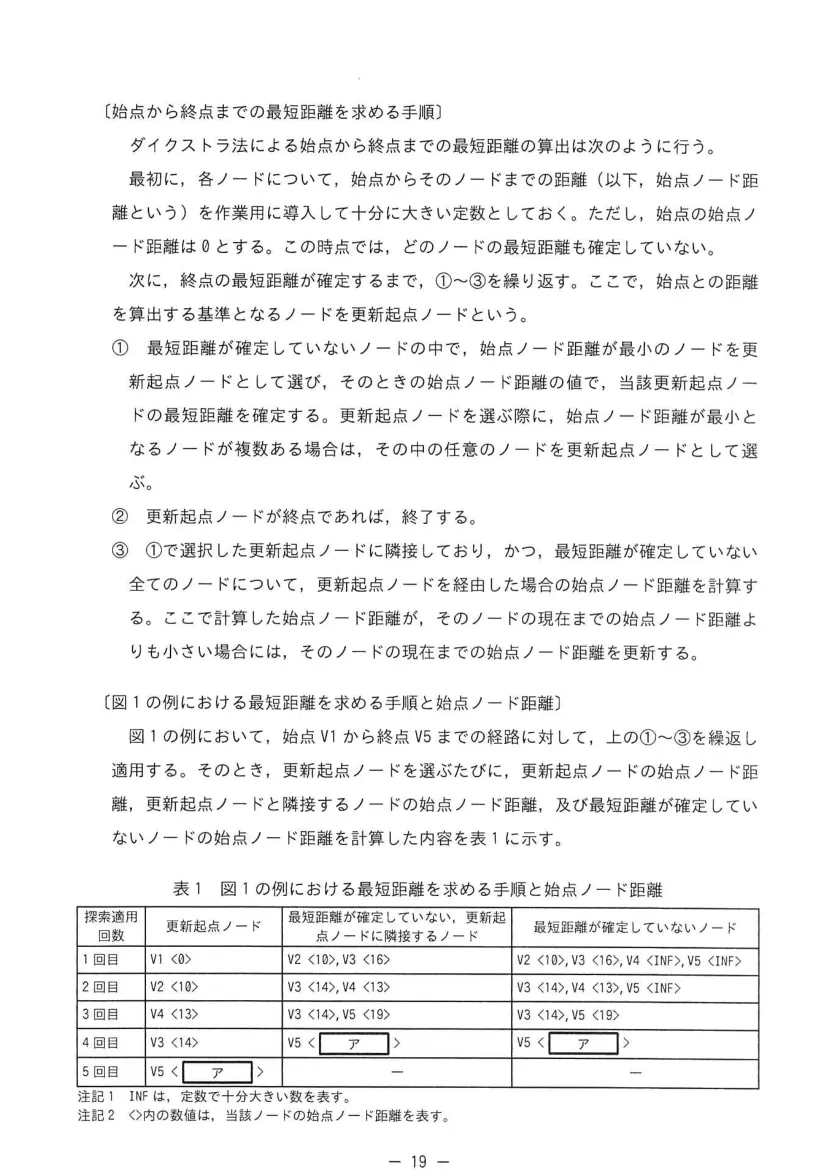 〔始点から終点までの最短距離を求める手順〕
ダイクストラ法による始点から終点までの最短距離の算出は次のように行う。
最初に，各ノードについて，始点からそのノードまでの距離（以下，始点ノード距
離という）を作業用に導入して十分に大きい定数としておく。ただし，始点の始点ノ
ード距離は0とする。この時点では，どのノードの最短距離も確定していない。
次に，終点の最短距離が確定するまで，①～③を繰り返す。ここで，始点との距離
を算出する基準となるノードを更新起点ノードという。
① 最短距離が確定していないノードの中で，始点ノード距離が最小のノードを更
新起点ノードとして選び，そのときの始点ノード距離の値で，当該更新起点ノー
ドの最短距離を確定する。更新起点ノードを選ぶ際に，始点ノード距離が最小と
なるノードが複数ある場合は，その中の任意のノードを更新起点ノードとして選
ぶ。
② 更新起点ノードが終点であれば，終了する。
③ ①で選択した更新起点ノードに隣接しており，かつ，最短距離が確定していない
全てのノードについて，更新起点ノードを経由した場合の始点ノード距離を計算す
る。ここで計算した始点ノード距離が，そのノードの現在までの始点ノード距離よ
りも小さい場合には，そのノードの現在までの始点ノード距離を更新する。
〔図1の例における最短距離を求める手順と始点ノード距離〕
図1の例において，始点V1から終点V5までの経路に対して，上の①～③を繰返し
適用する。そのとき，更新起点ノードを選ぶたびに，更新起点ノードの始点ノード距
離，更新起点ノードと隣接するノードの始点ノード距離，及び最短距離が確定してい
ないノードの始点ノード距離を計算した内容を表1に示す。
表1 図1の例における最短距離を求める手順と始点ノード距離
探索適用回数 更新起点ノード 最短距離が確定していない，更新起点ノードに隣接するノード 最短距離が確定していないノード
1回目 V1 <0> V2 <10>,V3 <16> V2 <10>,V3 <16>,V4 <INF>,V5 <INF>
2回目 V2 <10> V3 <14>,V4 <13> V3 <14>,V4 <13>,V5 <INF>
3回目 V4 <13> V3 <14>,V5 <19> V3 <14>,V5 <19>
4回目 V3 <14> V5 < ア > V5 < ア >
5回目 V5 < ア > － －
注記1 INFは，定数で十分大きい数を表す。
注記2 <>内の数値は，当該ノードの始点ノード距離を表す。
－ 19 －